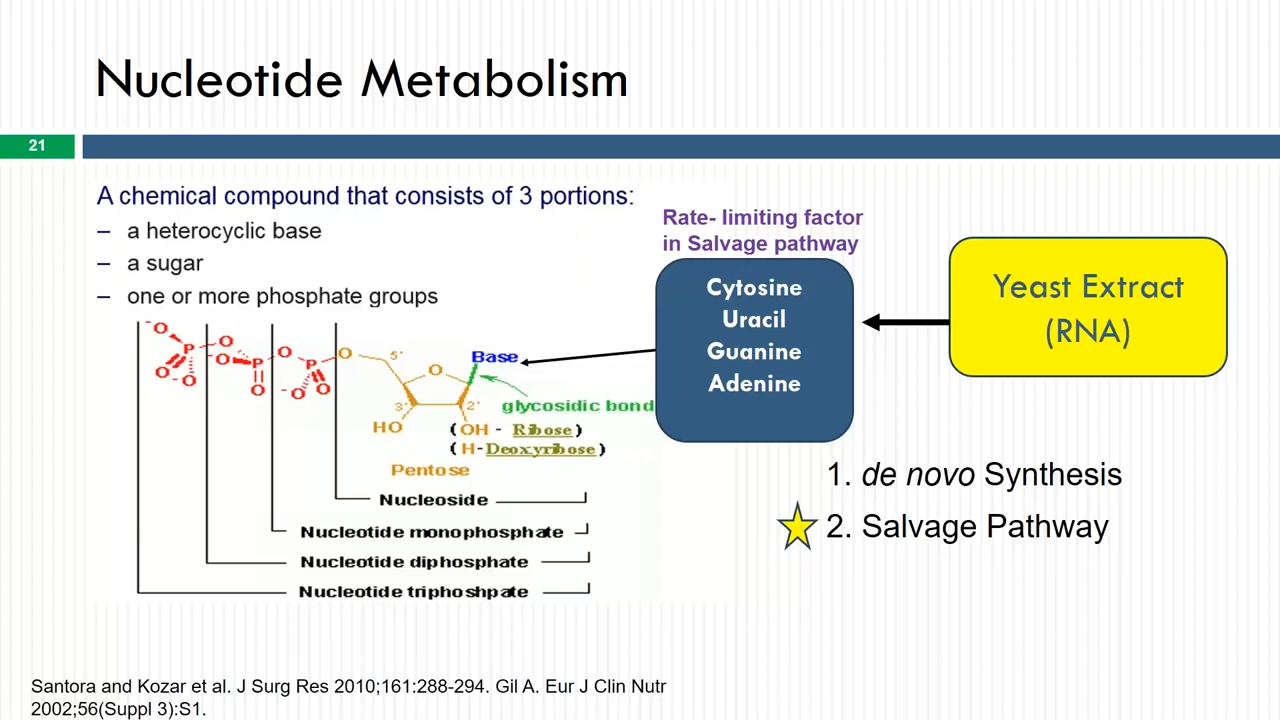 Nucleotide Metabolism
21
A chemical compound that consists of 3 portions:
– a heterocyclic base
– a sugar
– one or more phosphate groups
Rate- limiting factor
in Salvage pathway
Cytosine
Uracil
Guanine
Adenine
Yeast Extract
(RNA)
-O O O O
P O P P O 5' O Base
O -O O -O O
glycosidic bond
3' 2'
HO (OH - Ribose)
(H-Deoxyribose)
Pentose
Nucleoside
Nucleotide monophosphate
Nucleotide diphosphate
Nucleotide triphoshpate
1. de novo Synthesis
2. Salvage Pathway
Santora and Kozar et al. J Surg Res 2010;161:288-294. Gil A. Eur J Clin Nutr
2002;56(Suppl 3):S1.